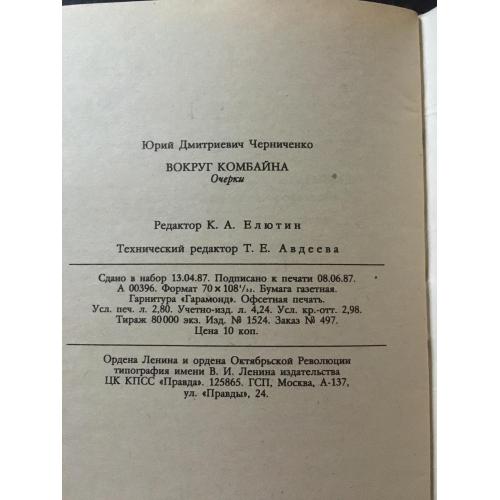 Юрий Дмитриевич Черниченко
ВОКРУГ КОМБАЙНА
Очерки
Редактор К. А. Елютин
Технический редактор Т. Е. Авдеева
Сдано в набор 13.04.87. Подписано к печати 08.06.87.
А 00396. Формат 70 × 108¹/₃₂. Бумага газетная.
Гарнитура «Гарамонд». Офсетная печать.
Усл. печ. л. 2,80. Учетно-изд. л. 4,24. Усл. кр.-отт. 2,98.
Тираж 80 000 экз. Изд. № 1524. Заказ № 497.
Цена 10 коп.
Ордена Ленина и ордена Октябрьской Революции
типография имени В. И. Ленина издательства
ЦК КПСС «Правда». 125865. ГСП, Москва, А-137,
ул. «Правды», 24.